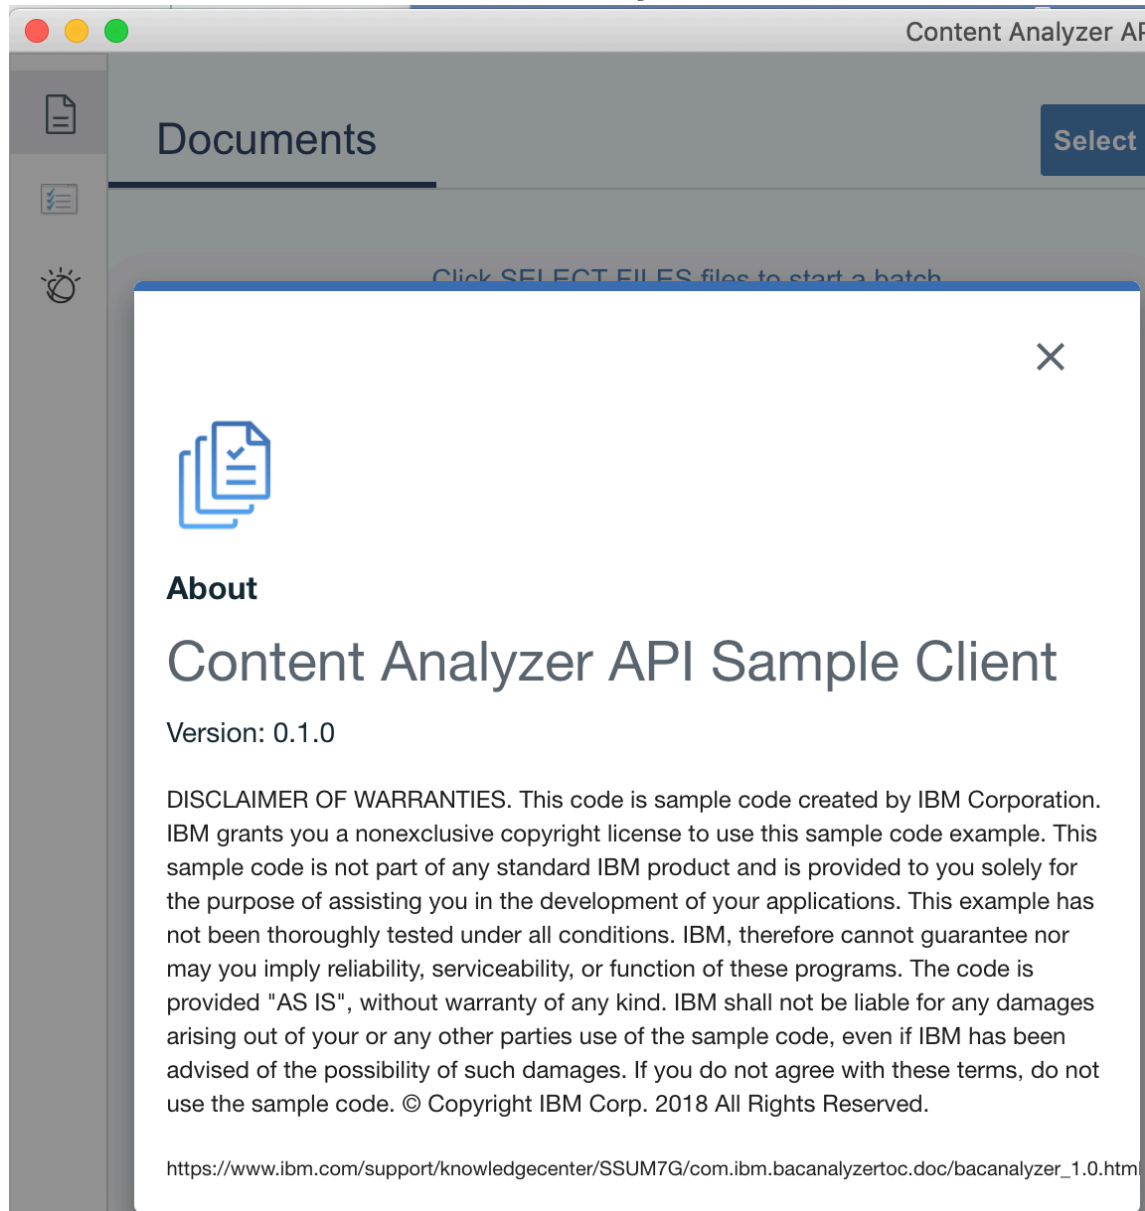 Content Analyzer AP
Documents
Select
Click SELECT FILES files to start a batch
About
Content Analyzer API Sample Client
Version: 0.1.0
DISCLAIMER OF WARRANTIES. This code is sample code created by IBM Corporation.
IBM grants you a nonexclusive copyright license to use this sample code example. This
sample code is not part of any standard IBM product and is provided to you solely for
the purpose of assisting you in the development of your applications. This example has
not been thoroughly tested under all conditions. IBM, therefore cannot guarantee nor
may you imply reliability, serviceability, or function of these programs. The code is
provided "AS IS", without warranty of any kind. IBM shall not be liable for any damages
arising out of your or any other parties use of the sample code, even if IBM has been
advised of the possibility of such damages. If you do not agree with these terms, do not
use the sample code. © Copyright IBM Corp. 2018 All Rights Reserved.
https://www.ibm.com/support/knowledgecenter/SSUM7G/com.ibm.bacanalyzertoc.doc/bacanalyzer_1.0.html